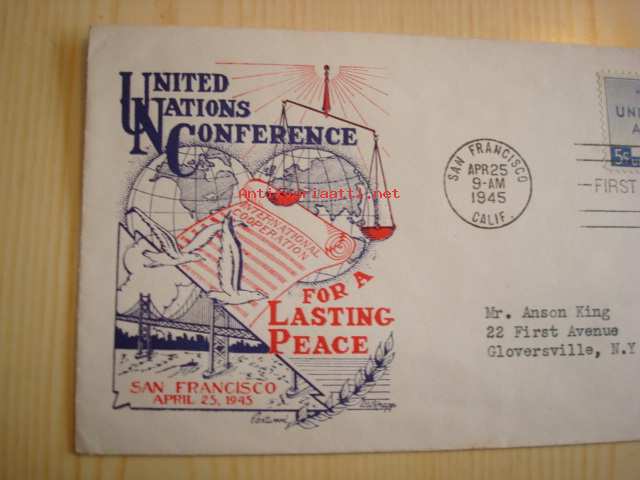 UNITED
NATIONS
CONFERENCE
INTERNATIONAL
COOPERATION
FOR A
LASTING
PEACE
SAN FRANCISCO
APRIL 25, 1945
Antikvariaatti.net
SAN FRANCISCO
APR 25
9-AM
1945
CALIF.
UNI
5¢
FIRST
Mr. Anson King
22 First Avenue
Gloversville, N.Y